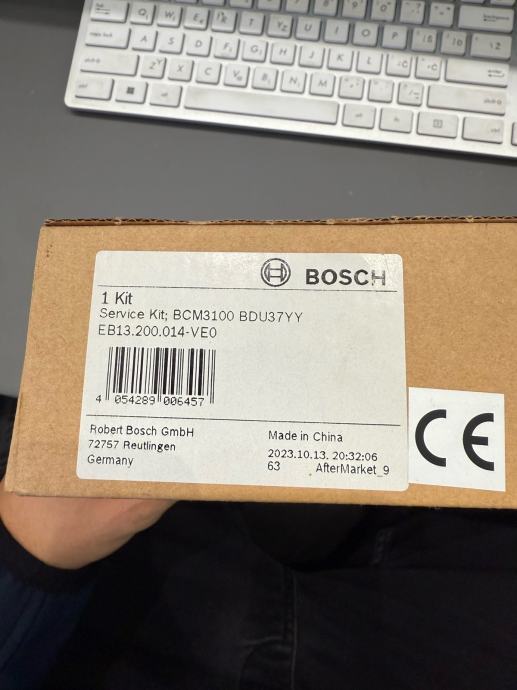 BOSCH
1 Kit
Service Kit; BCM3100 BDU37YY
EB13.200.014-VE0
4 054289 006457
Robert Bosch GmbH
72757 Reutlingen
Germany
Made in China
2023.10.13. 20:32:06
63 AfterMarket_9
CE